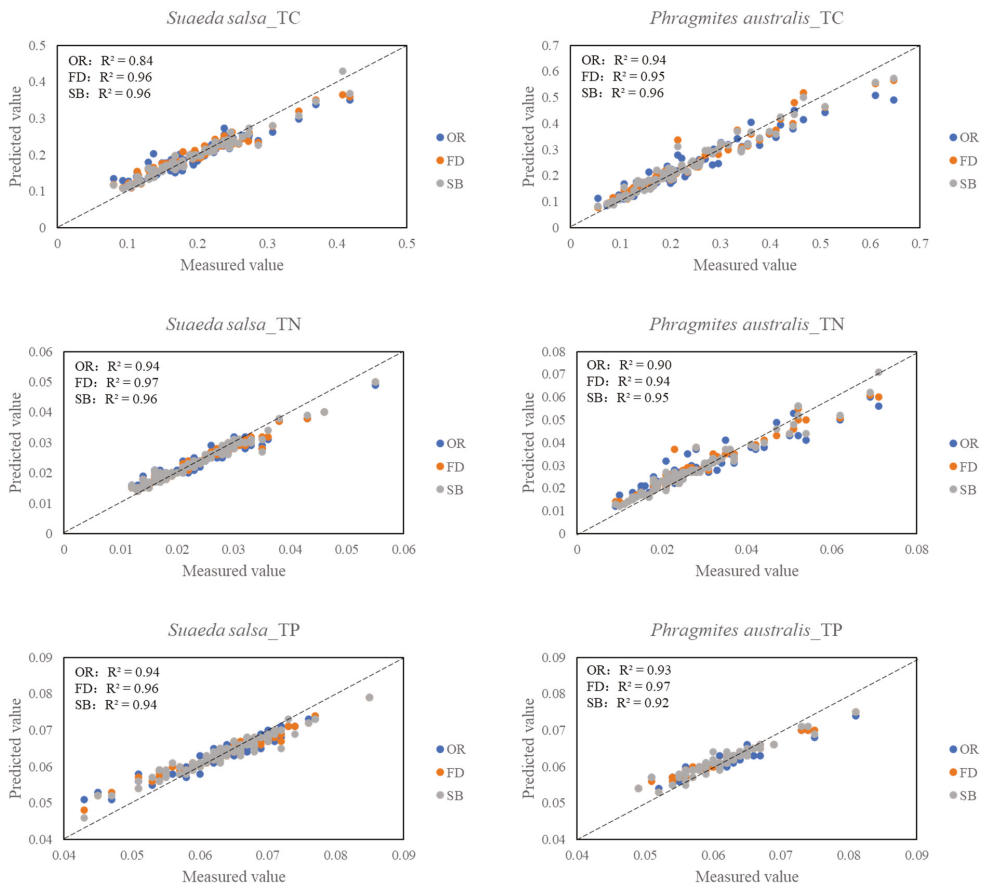 Suaeda salsa_TC
0.5
0.4
0.3
0.2
0.1
0
Predicted value
OR：R² = 0.84
FD：R² = 0.96
SB：R² = 0.96
0 0.1 0.2 0.3 0.4 0.5
Measured value
OR
FD
SB
Phragmites australis_TC
0.7
0.6
0.5
0.4
0.3
0.2
0.1
0
Predicted value
OR：R² = 0.94
FD：R² = 0.95
SB：R² = 0.96
0 0.1 0.2 0.3 0.4 0.5 0.6 0.7
Measured value
OR
FD
SB
Suaeda salsa_TN
0.06
0.05
0.04
0.03
0.02
0.01
0
Predicted value
OR：R² = 0.94
FD：R² = 0.97
SB：R² = 0.96
0 0.01 0.02 0.03 0.04 0.05 0.06
Measured value
OR
FD
SB
Phragmites australis_TN
0.08
0.07
0.06
0.05
0.04
0.03
0.02
0.01
0
Predicted value
OR：R² = 0.90
FD：R² = 0.94
SB：R² = 0.95
0 0.02 0.04 0.06 0.08
Measured value
OR
FD
SB
Suaeda salsa_TP
0.09
0.08
0.07
0.06
0.05
0.04
Predicted value
OR：R² = 0.94
FD：R² = 0.96
SB：R² = 0.94
0.04 0.05 0.06 0.07 0.08 0.09
Measured value
OR
FD
SB
Phragmites australis_TP
0.09
0.08
0.07
0.06
0.05
0.04
Predicted value
OR：R² = 0.93
FD：R² = 0.97
SB：R² = 0.92
0.04 0.05 0.06 0.07 0.08 0.09
Measured value
OR
FD
SB